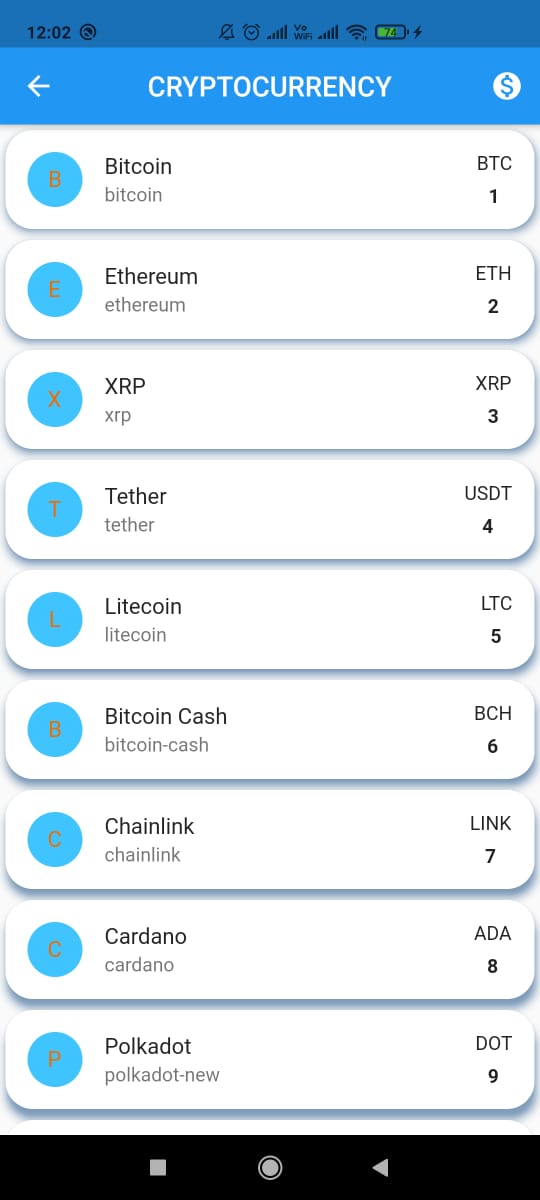 12:02
Vo
WiFi
74
CRYPTOCURRENCY
$
B
Bitcoin
bitcoin
BTC
1
E
Ethereum
ethereum
ETH
2
X
XRP
xrp
XRP
3
T
Tether
tether
USDT
4
L
Litecoin
litecoin
LTC
5
B
Bitcoin Cash
bitcoin-cash
BCH
6
C
Chainlink
chainlink
LINK
7
C
Cardano
cardano
ADA
8
P
Polkadot
polkadot-new
DOT
9